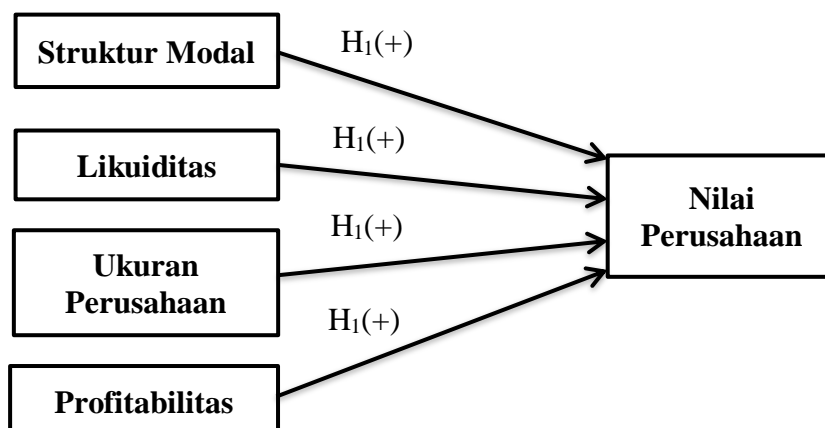 Struktur Modal
H₁(+)
Likuiditas
H₁(+)
Ukuran
Perusahaan
H₁(+)
Profitabilitas
H₁(+)
Nilai
Perusahaan